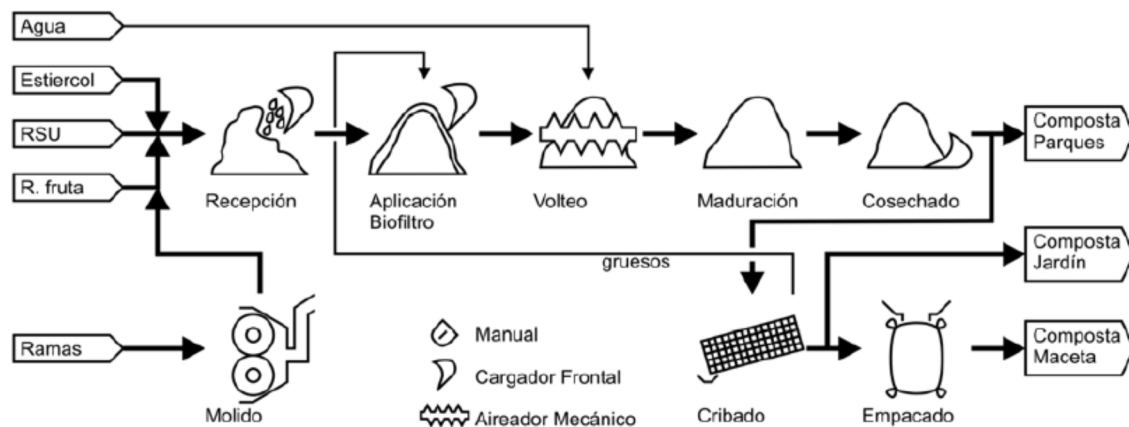 Agua
Estiercol
RSU
R. fruta
Ramas
Recepción
Aplicación
Biofiltro
Volteo
Maduración
Cosechado
Composta
Parques
gruesos
Composta
Jardín
Composta
Maceta
Molido
Manual
Cargador Frontal
Aireador Mecánico
Cribado
Empacado